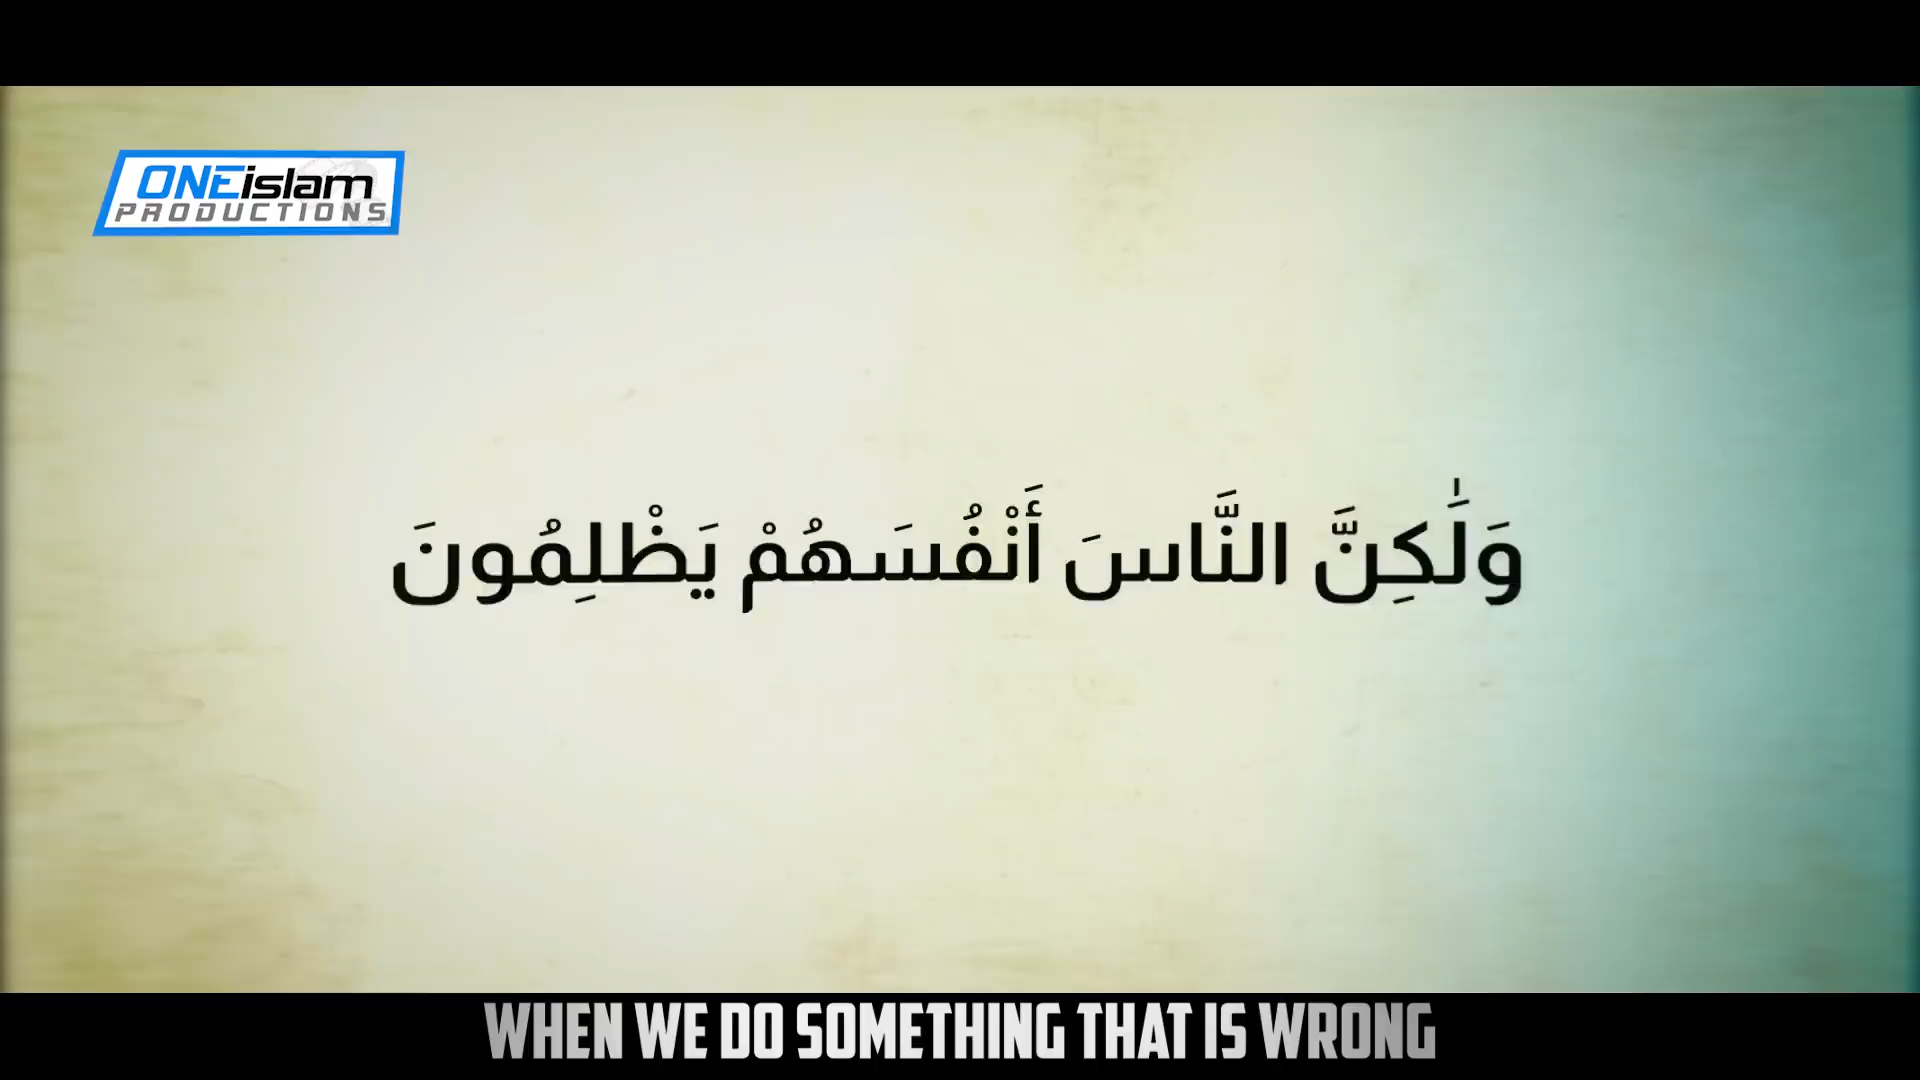 ONEislam
PRODUCTIONS
وَلَٰكِنَّ النَّاسَ أَنْفُسَهُمْ يَظْلِمُونَ
WHEN WE DO SOMETHING THAT IS WRONG